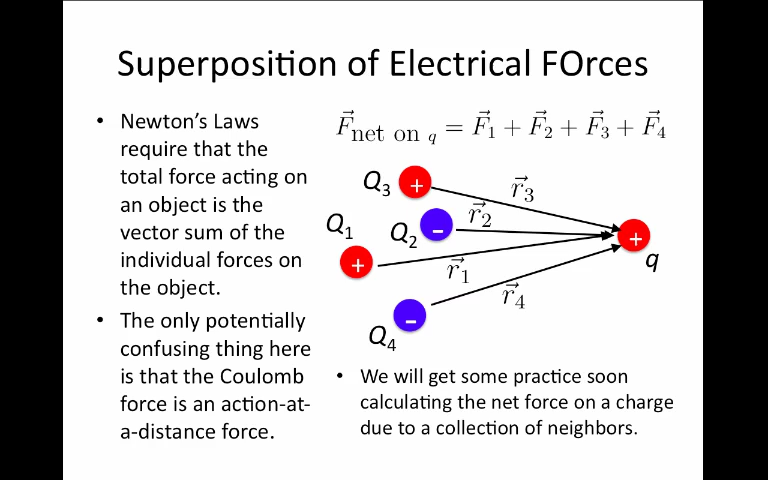 Superposition of Electrical FOrces
• Newton's Laws
require that the
total force acting on
an object is the
vector sum of the
individual forces on
the object.
• The only potentially
confusing thing here
is that the Coulomb
force is an action-at-
a-distance force.
F⃗net on q = F⃗1 + F⃗2 + F⃗3 + F⃗4
Q3 + r⃗3
Q1 Q2 - r⃗2 +
+ r⃗1 q
- r⃗4
Q4
• We will get some practice soon
calculating the net force on a charge
due to a collection of neighbors.